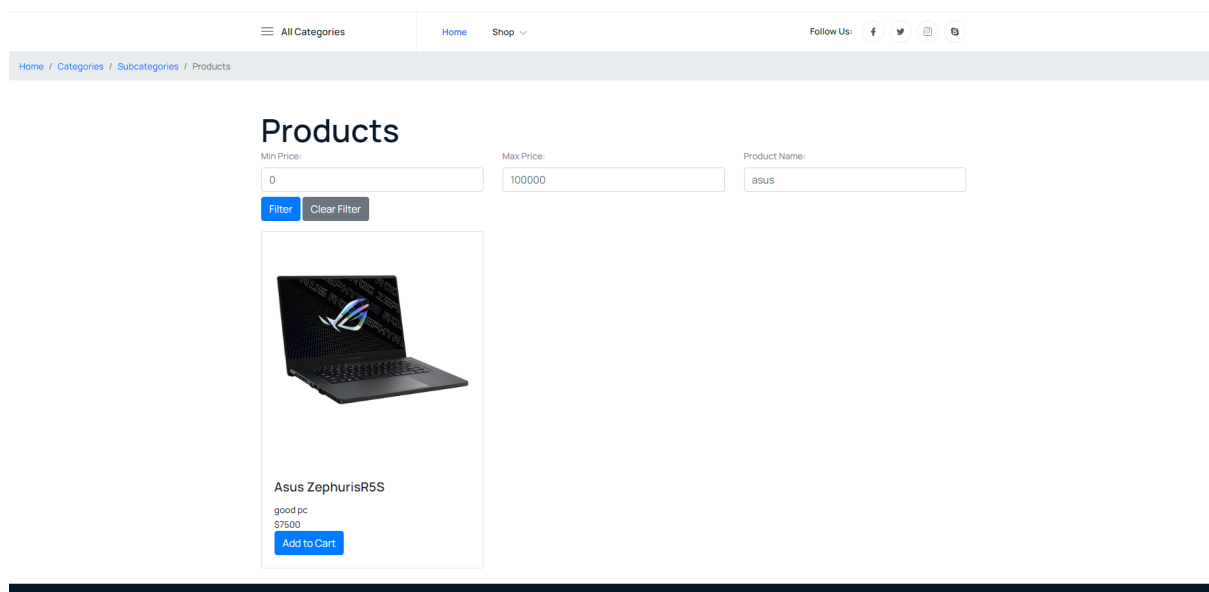 All Categories
Home
Shop
Follow Us:
Home / Categories / Subcategories / Products
Products
Min Price:
Max Price:
Product Name:
0
100000
asus
Filter
Clear Filter
Asus ZephurisR5S
good pc
$7500
Add to Cart